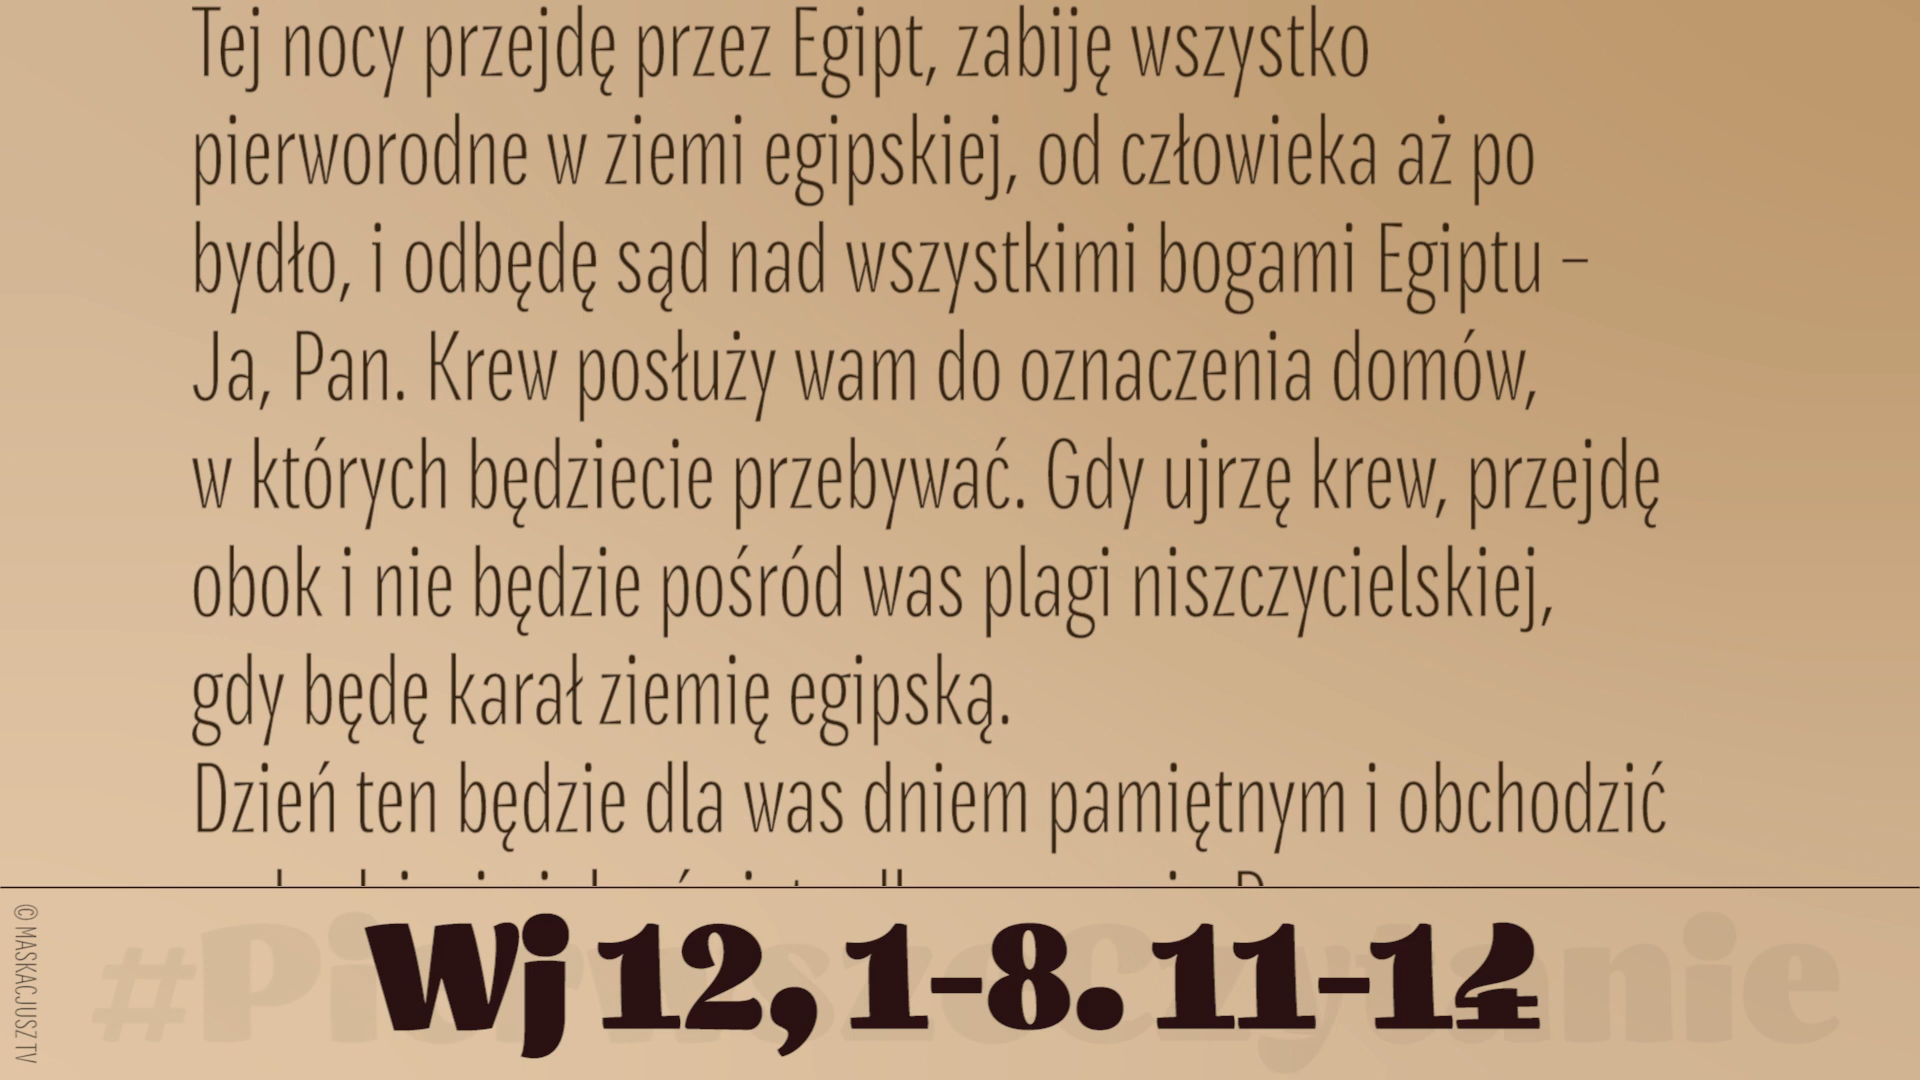 Tej nocy przejdę przez Egipt, zabiję wszystko
pierworodne w ziemi egipskiej, od człowieka aż po
bydło, i odbędę sąd nad wszystkimi bogami Egiptu –
Ja, Pan. Krew posłuży wam do oznaczenia domów,
w których będziecie przebywać. Gdy ujrzę krew, przejdę
obok i nie będzie pośród was plagi niszczycielskiej,
gdy będę karał ziemię egipską.
Dzień ten będzie dla was dniem pamiętnym i obchodzić
#PierwszeCzytanie
Wj 12, 1-8. 11-14
© MASKACJUSZ TV